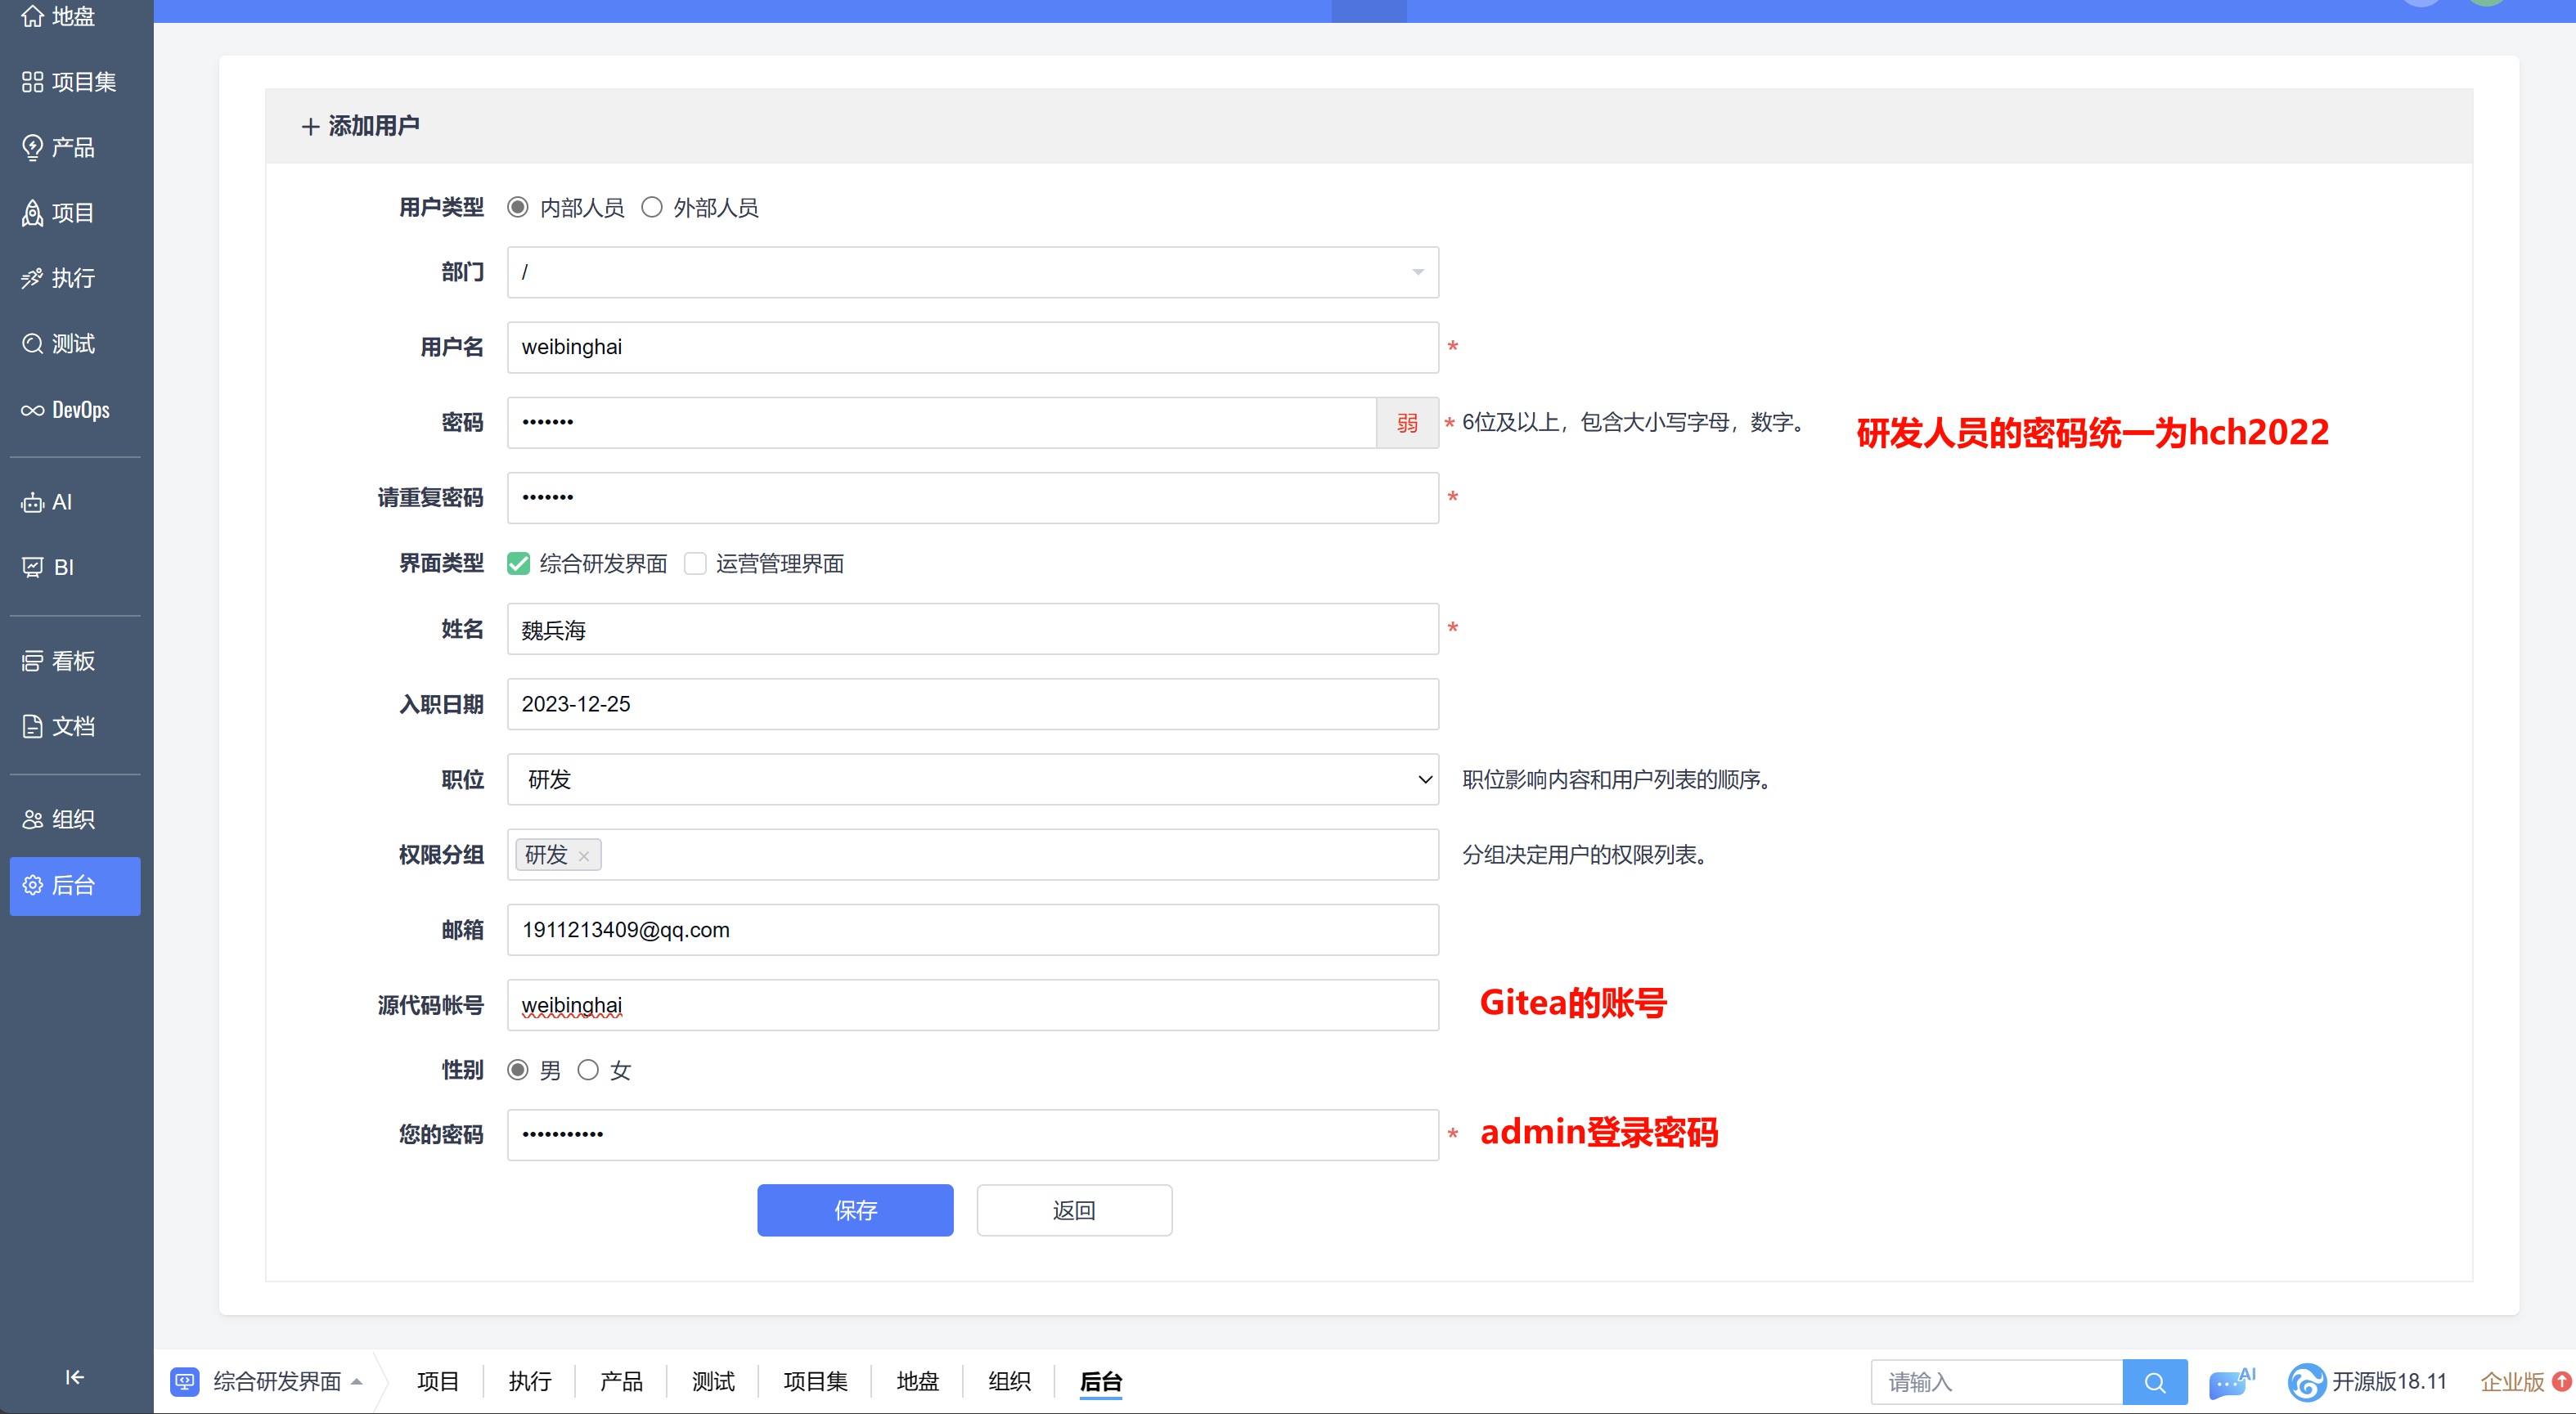 地盘
项目集
产品
项目
执行
测试
DevOps
AI
BI
看板
文档
组织
后台
添加用户
用户类型 内部人员 外部人员
部门 /
用户名 weibinghai *
密码 ••••••• 弱 * 6位及以上，包含大小写字母，数字。 研发人员的密码统一为hch2022
请重复密码 ••••••• *
界面类型 综合研发界面 运营管理界面
姓名 魏兵海 *
入职日期 2023-12-25
职位 研发 职位影响内容和用户列表的顺序。
权限分组 研发 × 分组决定用户的权限列表。
邮箱 1911213409@qq.com
源代码帐号 weibinghai Gitea的账号
性别 男 女
您的密码 ••••••••••• * admin登录密码
保存 返回
综合研发界面 项目 执行 产品 测试 项目集 地盘 组织 后台 请输入 AI 开源版18.11 企业版